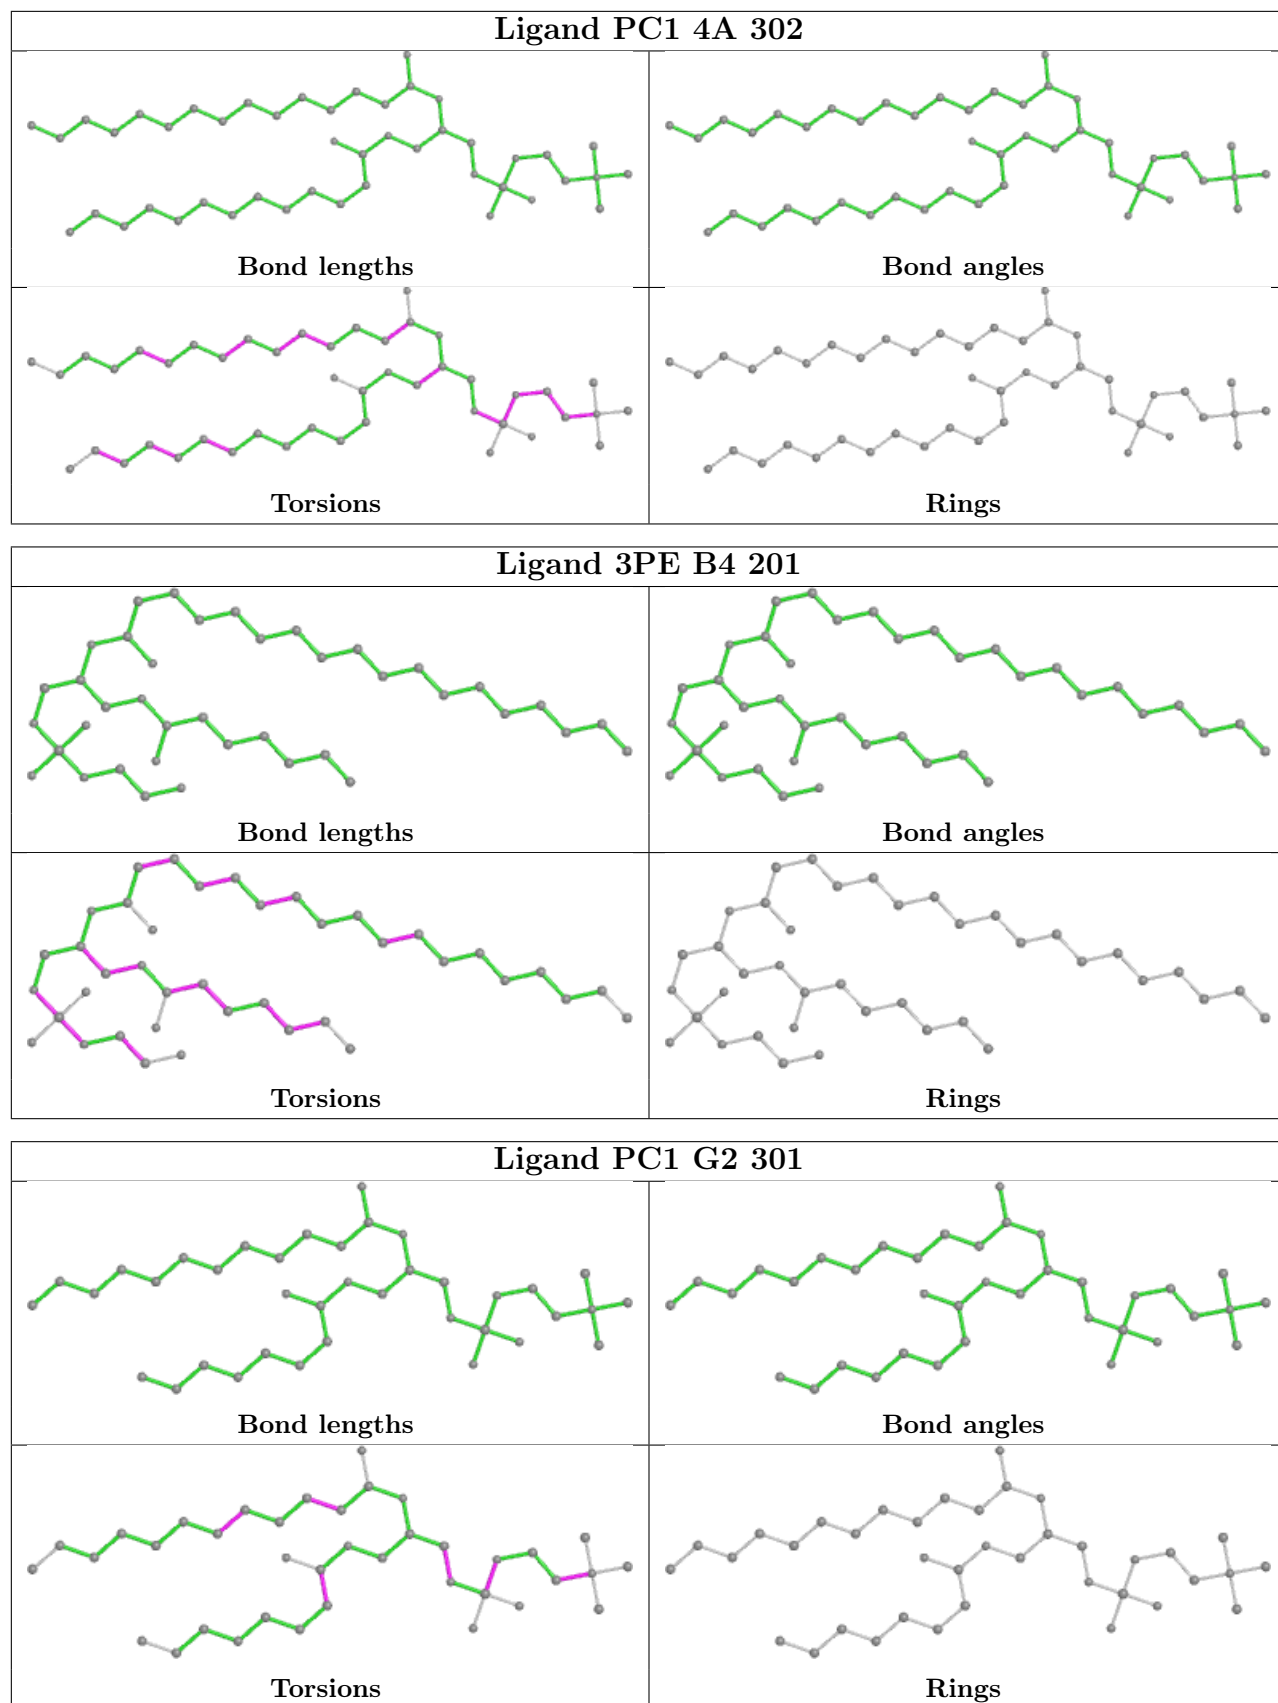 Ligand PC1 4A 302
Bond lengths
Bond angles
Torsions
Rings
Ligand 3PE B4 201
Bond lengths
Bond angles
Torsions
Rings
Ligand PC1 G2 301
Bond lengths
Bond angles
Torsions
Rings